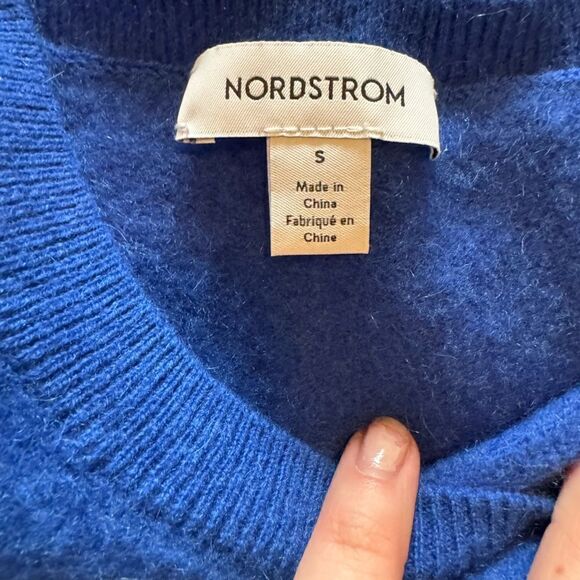 NORDSTROM
S
Made in
China
Fabriqué en
Chine